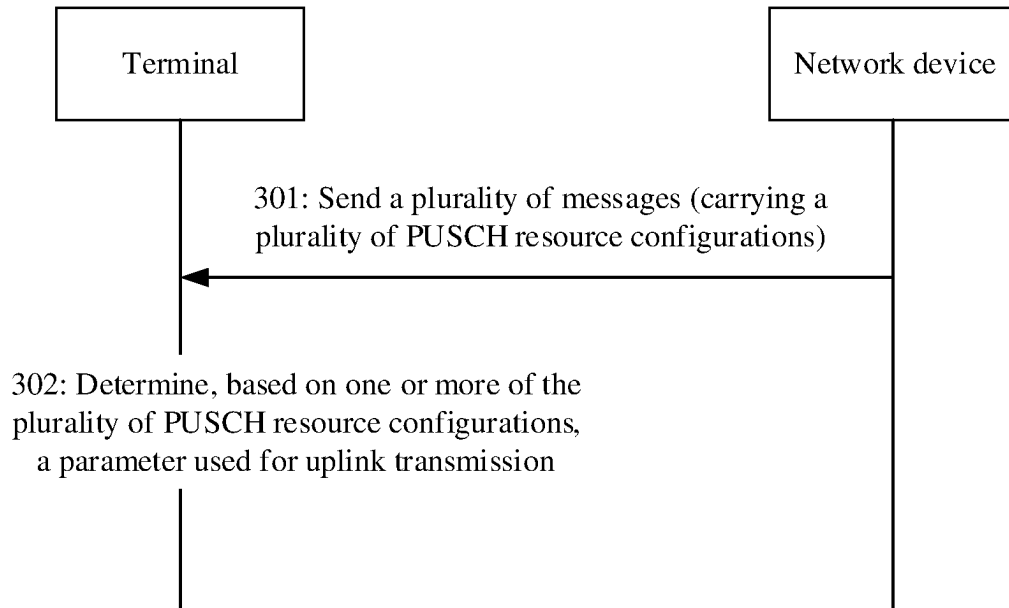 Terminal
Network device
301: Send a plurality of messages (carrying a
plurality of PUSCH resource configurations)
302: Determine, based on one or more of the
plurality of PUSCH resource configurations,
a parameter used for uplink transmission